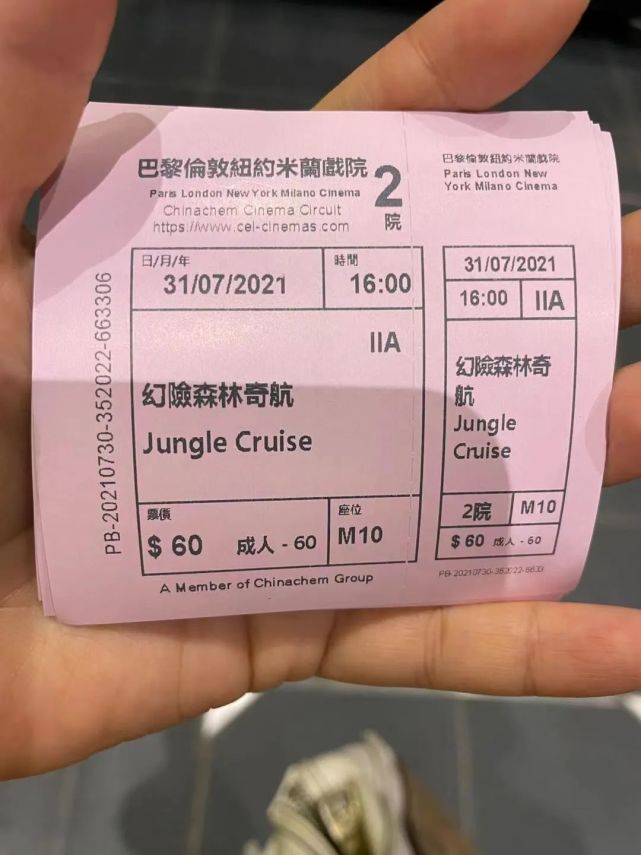 巴黎倫敦紐約米蘭戲院
Paris London New York Milano Cinema
Chinachem Cinema Circuit
https://www.cel-cinemas.com
2
院
日/月/年
31/07/2021
時間
16:00
IIA
幻險森林奇航
Jungle Cruise
票價
$ 60 成人 - 60
座位
M10
A Member of Chinachem Group
PB-20210730-352022-663306
巴黎倫敦紐約米蘭戲院
Paris London New
York Milano Cinema
31/07/2021
16:00
IIA
幻險森林奇
航
Jungle
Cruise
2院
M10
$ 60 成人 - 60
PB-20210730-352022-6633